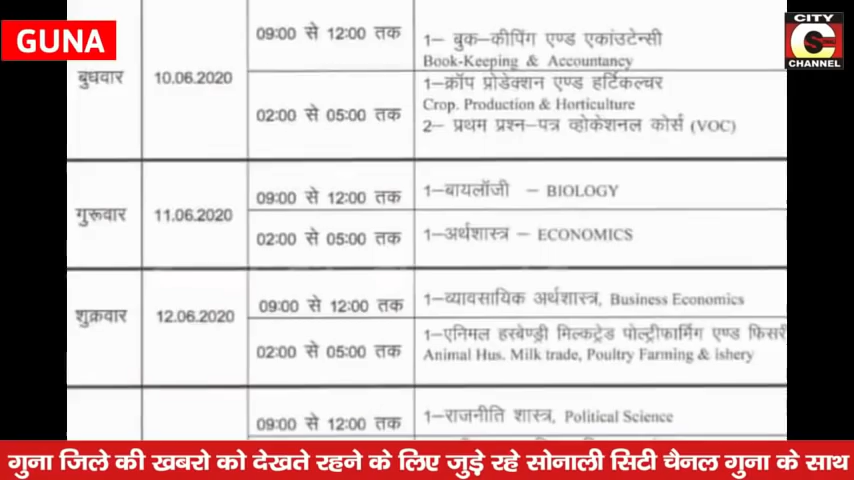 GUNA
CITY
CHANNEL
बुधवार
10.06.2020
09:00 से 12:00 तक
1– बुक–कीपिंग एण्ड एकांउटेन्सी
Book-Keeping & Accountancy
02:00 से 05:00 तक
1–क्रॉप प्रोडेक्शन एण्ड हर्टिकल्चर
Crop. Production & Horticulture
2– प्रथम प्रश्न–पत्र व्होकेशनल कोर्स (VOC)
गुरूवार
11.06.2020
09:00 से 12:00 तक
1–बायलॉजी – BIOLOGY
02:00 से 05:00 तक
1–अर्थशास्त्र – ECONOMICS
शुक्रवार
12.06.2020
09:00 से 12:00 तक
1–व्यावसायिक अर्थशास्त्र, Business Economics
02:00 से 05:00 तक
1–एनिमल हस्बेण्ड्री मिल्कट्रेड पोल्ट्रीफार्मिग एण्ड फिसरी
Animal Hus. Milk trade, Poultry Farming & ishery
09:00 से 12:00 तक
1–राजनीति शास्त्र, Political Science
गुना जिले की खबरो को देखते रहने के लिए जुड़े रहे सोनाली सिटी चैनल गुना के साथ